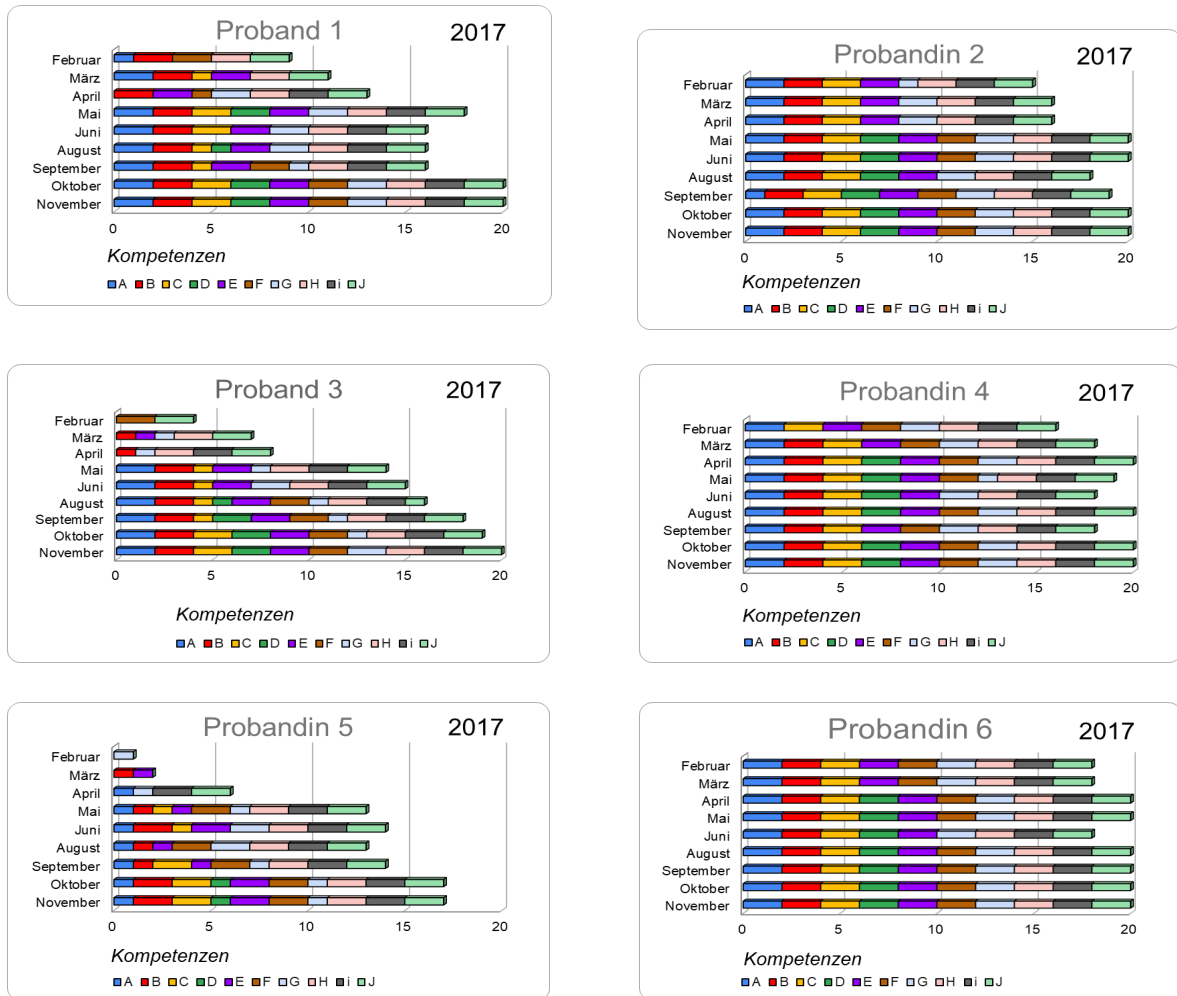 Proband 1
2017
Februar
März
April
Mai
Juni
August
September
Oktober
November
0 5 10 15 20
Kompetenzen
A B C D E F G H i J
Probandin 2
2017
Februar
März
April
Mai
Juni
August
September
Oktober
November
0 5 10 15 20
Kompetenzen
A B C D E F G H i J
Proband 3
2017
Februar
März
April
Mai
Juni
August
September
Oktober
November
0 5 10 15 20
Kompetenzen
A B C D E F G H i J
Probandin 4
2017
Februar
März
April
Mai
Juni
August
September
Oktober
November
0 5 10 15 20
Kompetenzen
A B C D E F G H i J
Probandin 5
2017
Februar
März
April
Mai
Juni
August
September
Oktober
November
0 5 10 15 20
Kompetenzen
A B C D E F G H i J
Probandin 6
2017
Februar
März
April
Mai
Juni
August
September
Oktober
November
0 5 10 15 20
Kompetenzen
A B C D E F G H i J